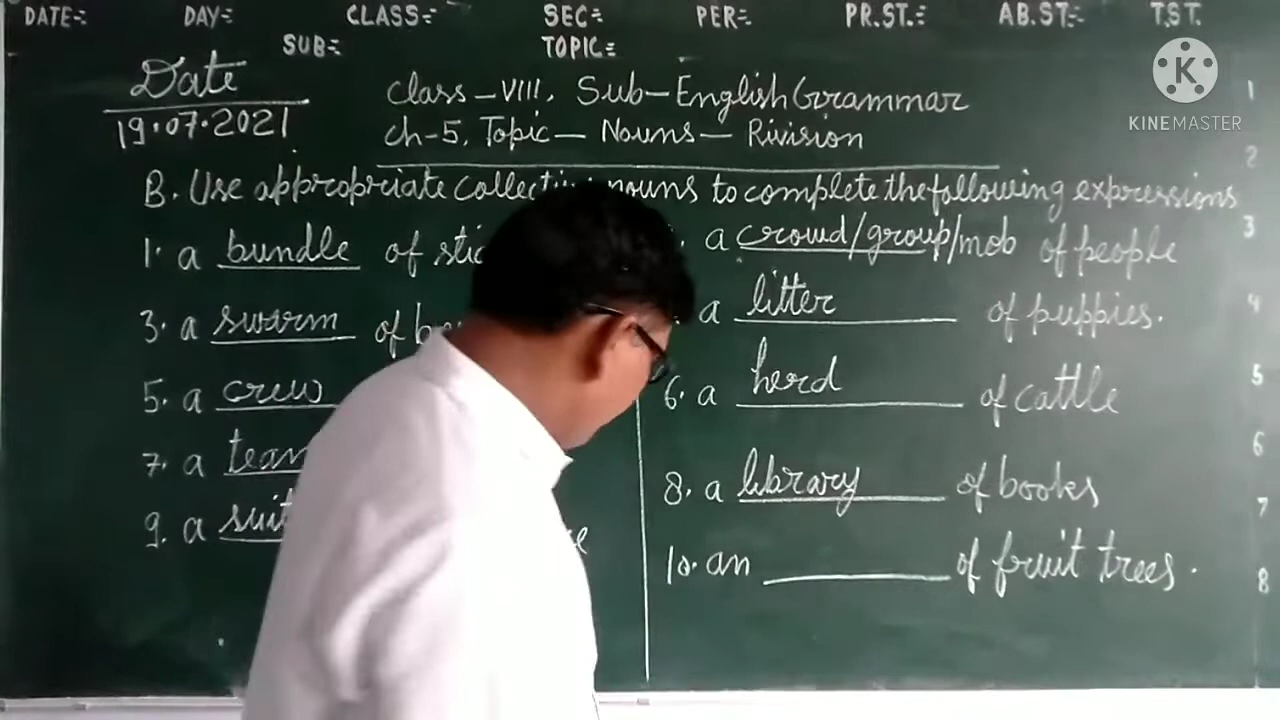 DATE:- DAY:- CLASS:- SEC:- PER:- PR.ST.:- AB.ST:- T.ST.
SUB:- TOPIC:-
K
KINEMASTER
Date
19.07.2021
Class - VIII. Sub - English Grammar
Ch-5. Topic - Nouns - Rivision
B. Use appropriate nouns to complete the following expressions
1. a bundle of
a crowd/group/mob of people
3. a swarm of
a litter of puppies.
5. a crew
6. a herd of cattle
7. a
8. a library of books
9. a
10. an ______ of fruit trees.
1
2
3
4
5
6
7
8